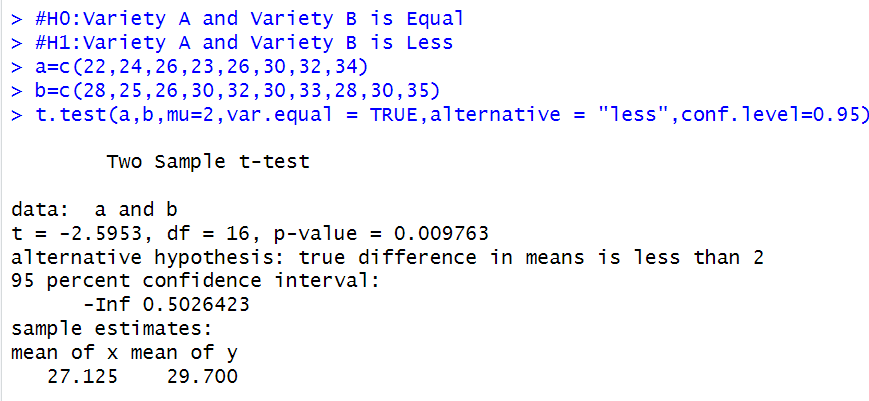 > #H0:Variety A and Variety B is Equal
> #H1:Variety A and Variety B is Less
> a=c(22,24,26,23,26,30,32,34)
> b=c(28,25,26,30,32,30,33,28,30,35)
> t.test(a,b,mu=2,var.equal = TRUE,alternative = "less",conf.level=0.95)
Two Sample t-test
data:  a and b
t = -2.5953, df = 16, p-value = 0.009763
alternative hypothesis: true difference in means is less than 2
95 percent confidence interval:
-Inf 0.5026423
sample estimates:
mean of x mean of y
27.125    29.700